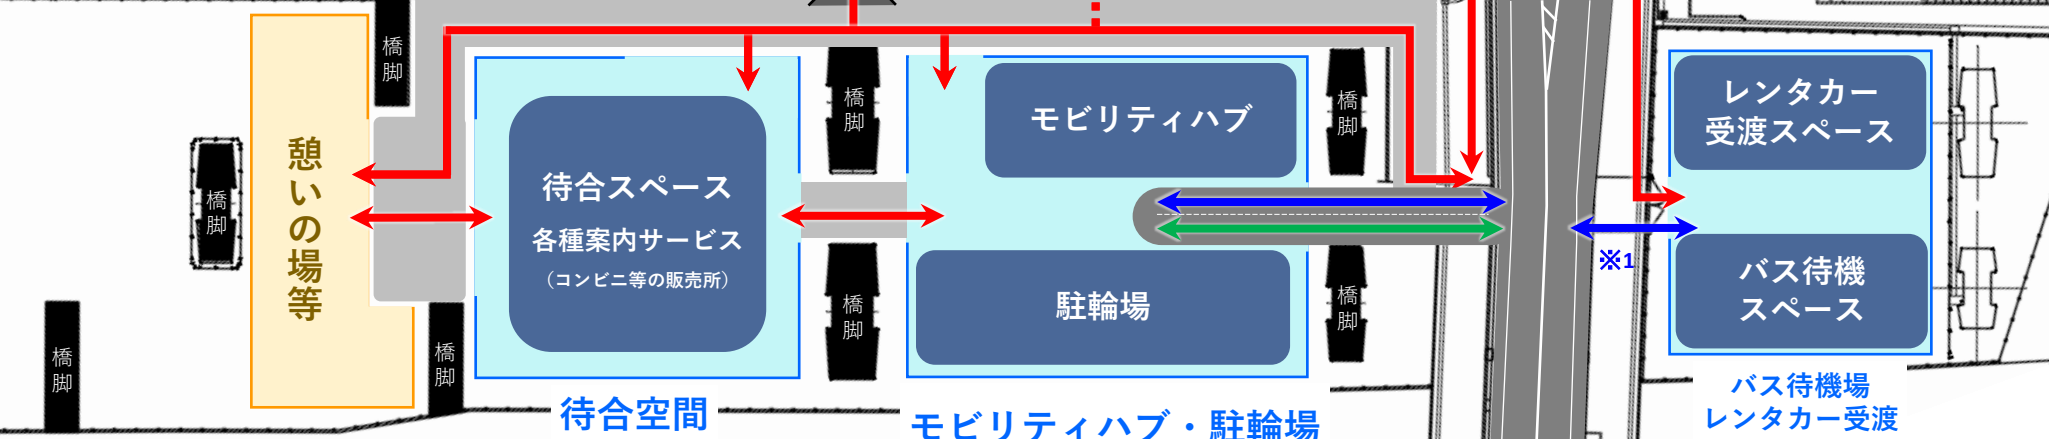 橋脚
憩いの場等
橋脚
橋脚
橋脚
待合スペース
各種案内サービス
（コンビニ等の販売所）
待合空間
橋脚
橋脚
モビリティハブ
駐輪場
モビリティハブ・駐輪場
橋脚
橋脚
※1
レンタカー
受渡スペース
バス待機
スペース
バス待機場
レンタカー受渡